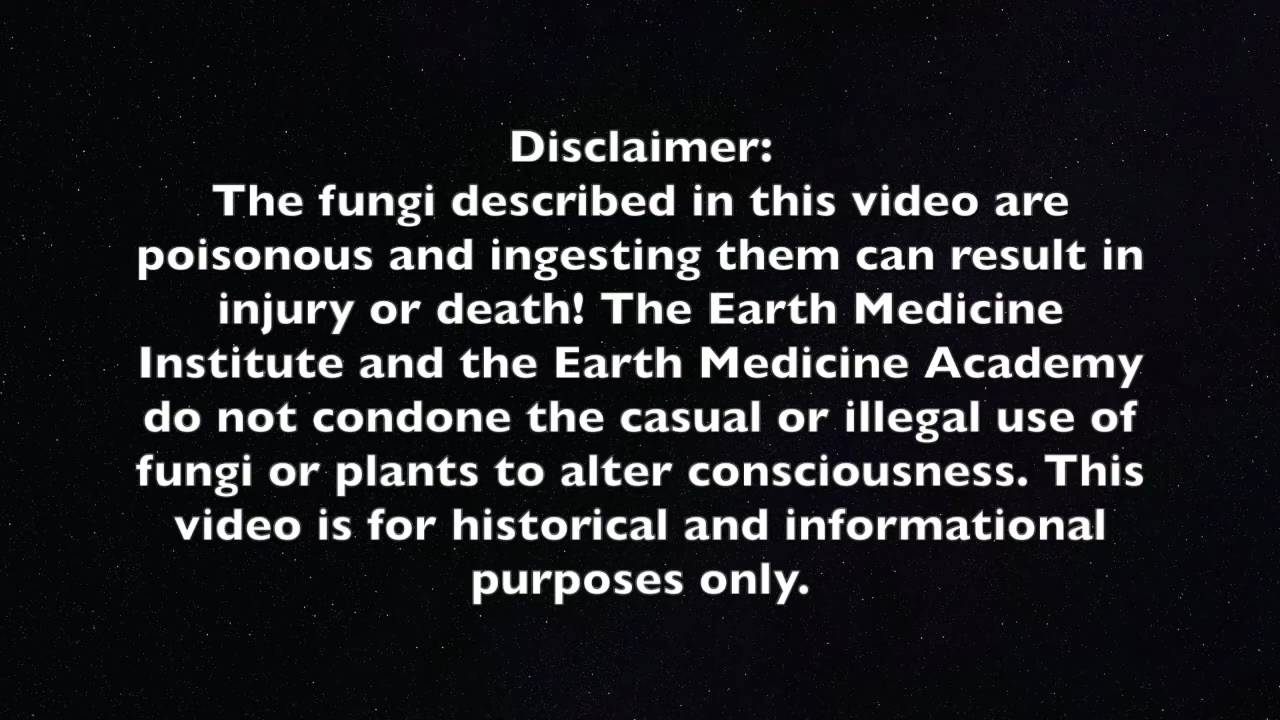 Disclaimer:
The fungi described in this video are
poisonous and ingesting them can result in
injury or death! The Earth Medicine
Institute and the Earth Medicine Academy
do not condone the casual or illegal use of
fungi or plants to alter consciousness. This
video is for historical and informational
purposes only.